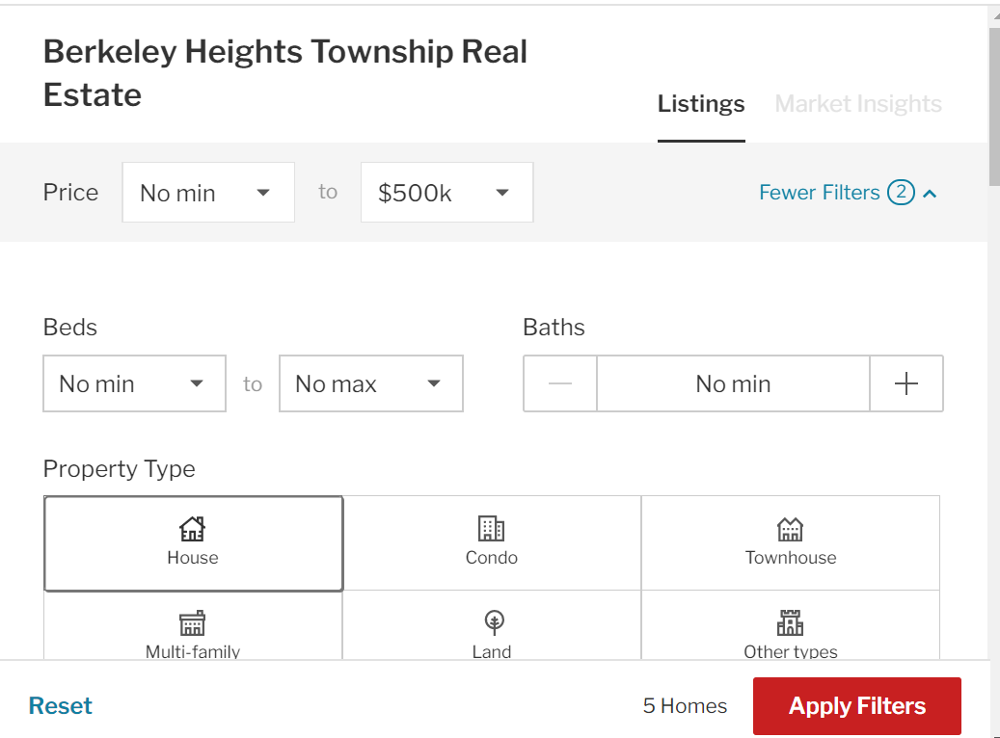 Berkeley Heights Township Real
Estate
Listings
Market Insights
Price
No min
to
$500k
Fewer Filters 2
Beds
Baths
No min
to
No max
No min
Property Type
House
Condo
Townhouse
Multi-family
Land
Other types
Reset
5 Homes
Apply Filters